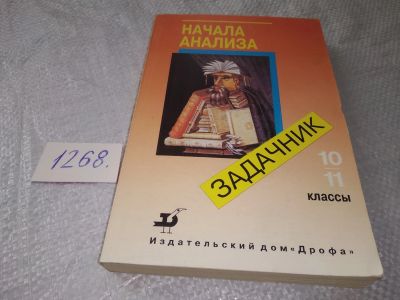 НАЧАЛА
АНАЛИЗА
ЗАДАЧНИК
10
11
классы
Издательский дом «Дрофа»
1268.